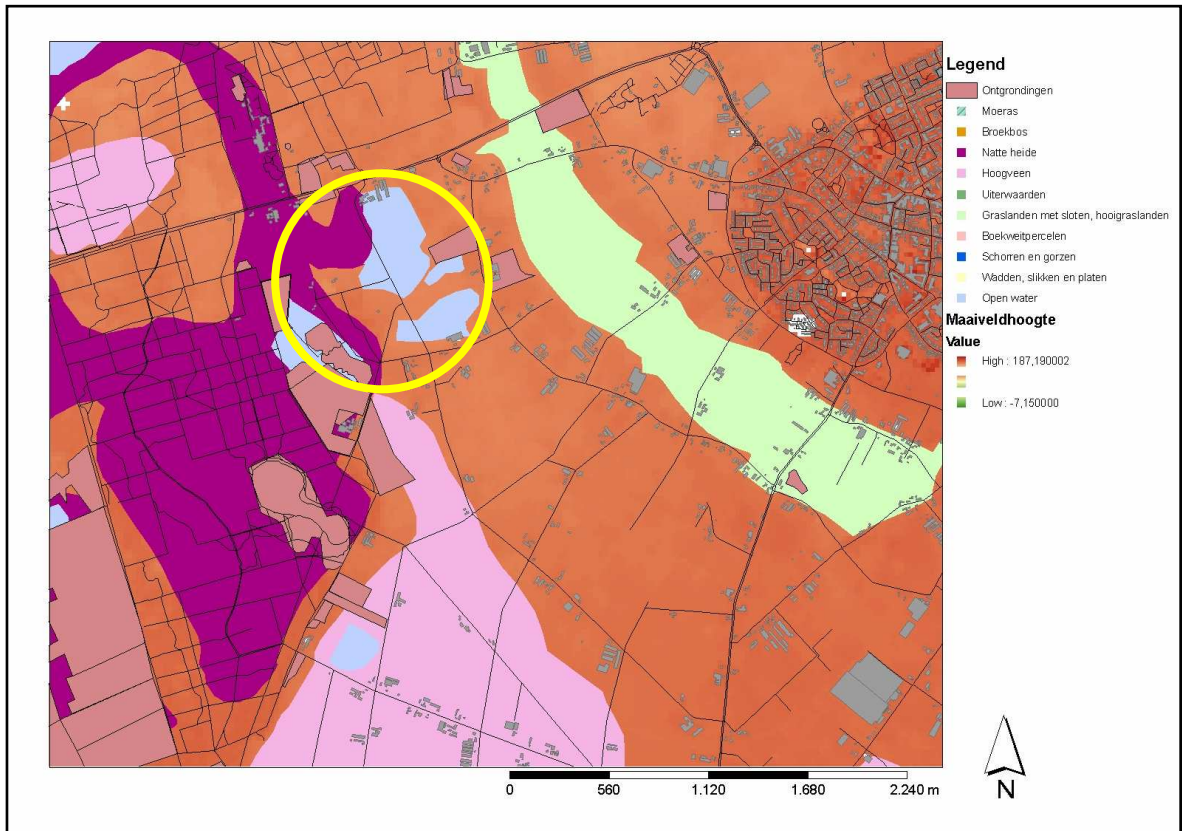 Legend
Ontgrondingen
Moeras
Broekbos
Natte heide
Hoogveen
Uiterwaarden
Graslanden met sloten, hooigraslanden
Boekweitpercelen
Schorren en gorzen
Wadden, slikken en platen
Open water
Maaiveldhoogte
Value
High : 187,190002
Low : -7,150000
N
0 560 1.120 1.680 2.240 m